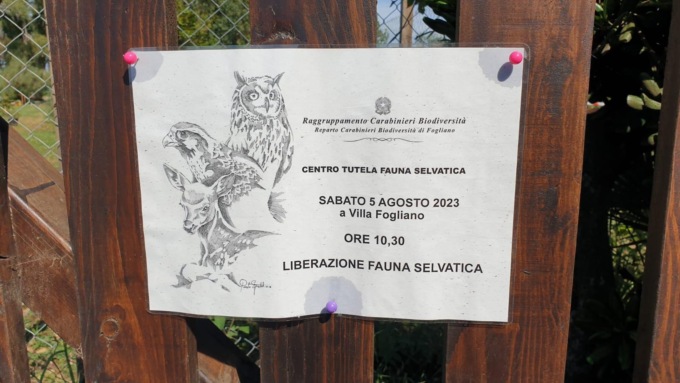 Raggruppamento Carabinieri Biodiversità
Reparto Carabinieri Biodiversità di Fogliano
CENTRO TUTELA FAUNA SELVATICA
SABATO 5 AGOSTO 2023
a Villa Fogliano
ORE 10,30
LIBERAZIONE FAUNA SELVATICA